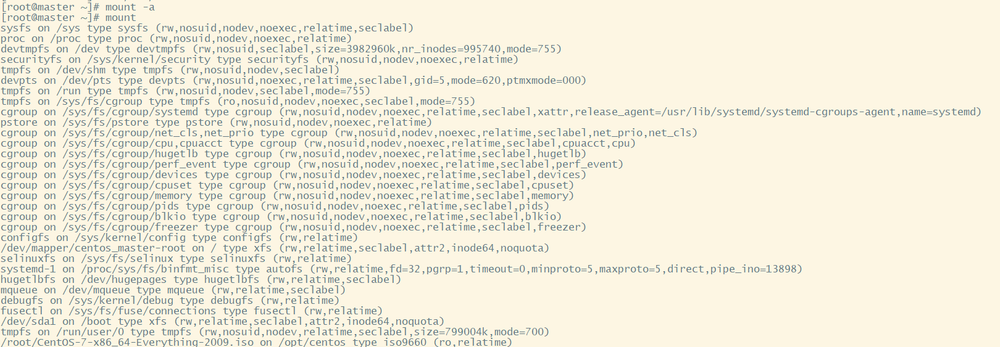 [root@master ~]# mount -a
[root@master ~]# mount
sysfs on /sys type sysfs (rw,nosuid,nodev,noexec,relatime,seclabel)
proc on /proc type proc (rw,nosuid,nodev,noexec,relatime)
devtmpfs on /dev type devtmpfs (rw,nosuid,seclabel,size=3982960k,nr_inodes=995740,mode=755)
securityfs on /sys/kernel/security type securityfs (rw,nosuid,nodev,noexec,relatime)
tmpfs on /dev/shm type tmpfs (rw,nosuid,nodev,seclabel)
devpts on /dev/pts type devpts (rw,nosuid,noexec,relatime,seclabel,gid=5,mode=620,ptmxmode=000)
tmpfs on /run type tmpfs (rw,nosuid,nodev,seclabel,mode=755)
tmpfs on /sys/fs/cgroup type tmpfs (ro,nosuid,nodev,noexec,seclabel,mode=755)
cgroup on /sys/fs/cgroup/systemd type cgroup (rw,nosuid,nodev,noexec,relatime,seclabel,xattr,release_agent=/usr/lib/systemd/systemd-cgroups-agent,name=systemd)
pstore on /sys/fs/pstore type pstore (rw,nosuid,nodev,noexec,relatime)
cgroup on /sys/fs/cgroup/net_cls,net_prio type cgroup (rw,nosuid,nodev,noexec,relatime,seclabel,net_prio,net_cls)
cgroup on /sys/fs/cgroup/cpu,cpuacct type cgroup (rw,nosuid,nodev,noexec,relatime,seclabel,cpuacct,cpu)
cgroup on /sys/fs/cgroup/hugetlb type cgroup (rw,nosuid,nodev,noexec,relatime,seclabel,hugetlb)
cgroup on /sys/fs/cgroup/perf_event type cgroup (rw,nosuid,nodev,noexec,relatime,seclabel,perf_event)
cgroup on /sys/fs/cgroup/devices type cgroup (rw,nosuid,nodev,noexec,relatime,seclabel,devices)
cgroup on /sys/fs/cgroup/cpuset type cgroup (rw,nosuid,nodev,noexec,relatime,seclabel,cpuset)
cgroup on /sys/fs/cgroup/memory type cgroup (rw,nosuid,nodev,noexec,relatime,seclabel,memory)
cgroup on /sys/fs/cgroup/pids type cgroup (rw,nosuid,nodev,noexec,relatime,seclabel,pids)
cgroup on /sys/fs/cgroup/blkio type cgroup (rw,nosuid,nodev,noexec,relatime,seclabel,blkio)
cgroup on /sys/fs/cgroup/freezer type cgroup (rw,nosuid,nodev,noexec,relatime,seclabel,freezer)
configfs on /sys/kernel/config type configfs (rw,relatime)
/dev/mapper/centos_master-root on / type xfs (rw,relatime,seclabel,attr2,inode64,noquota)
selinuxfs on /sys/fs/selinux type selinuxfs (rw,relatime)
systemd-1 on /proc/sys/fs/binfmt_misc type autofs (rw,relatime,fd=32,pgrp=1,timeout=0,minproto=5,maxproto=5,direct,pipe_ino=13898)
hugetlbfs on /dev/hugepages type hugetlbfs (rw,relatime,seclabel)
mqueue on /dev/mqueue type mqueue (rw,relatime,seclabel)
debugfs on /sys/kernel/debug type debugfs (rw,relatime)
fusectl on /sys/fs/fuse/connections type fusectl (rw,relatime)
/dev/sda1 on /boot type xfs (rw,relatime,seclabel,attr2,inode64,noquota)
tmpfs on /run/user/0 type tmpfs (rw,nosuid,nodev,relatime,seclabel,size=799004k,mode=700)
/root/CentOS-7-x86_64-Everything-2009.iso on /opt/centos type iso9660 (ro,relatime)